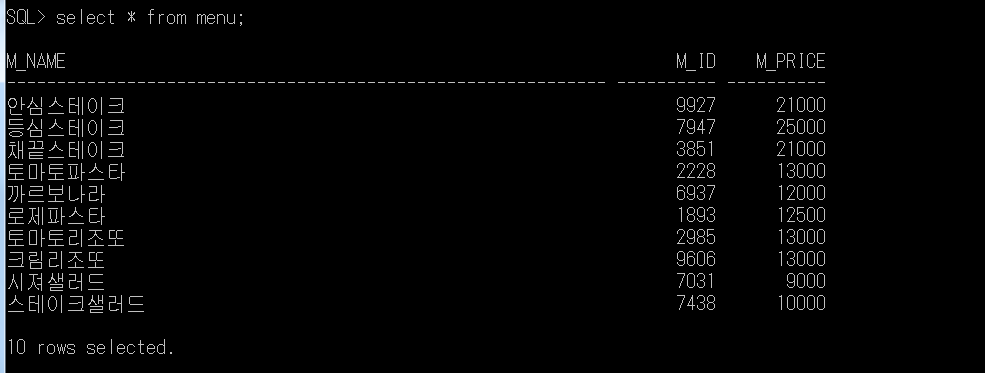 SQL> select * from menu;
M_NAME M_ID M_PRICE
------------------------------------------------------------ ---------- ----------
안심스테이크 9927 21000
등심스테이크 7947 25000
채끝스테이크 3851 21000
토마토파스타 2228 13000
까르보나라 6937 12000
로제파스타 1893 12500
토마토리조또 2985 13000
크림리조또 9606 13000
시져샐러드 7031 9000
스테이크샐러드 7438 10000
10 rows selected.